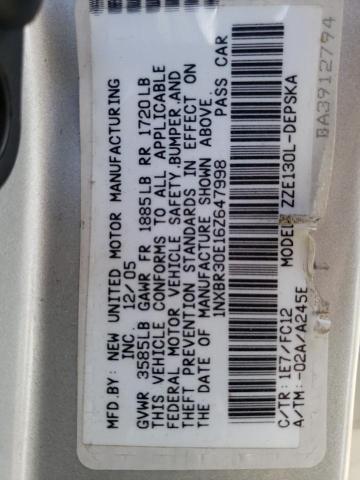 MFD.BY: NEW UNITED MOTOR MANUFACTURING
INC. 12/05
GVWR 3585LB GAWR FR 1885LB RR 1720LB
THIS VEHICLE CONFORMS TO ALL APPLICABLE
FEDERAL MOTOR VEHICLE SAFETY,BUMPER,AND
THEFT PREVENTION STANDARDS IN EFFECT ON
THE DATE OF MANUFACTURE SHOWN ABOVE.
1NXBR30E16Z647998 PASS CAR
C/TR: 1E7/FC12 MODEL: ZZE130L-DEPSKA
A/TM: -02A/A245E
BA3912794